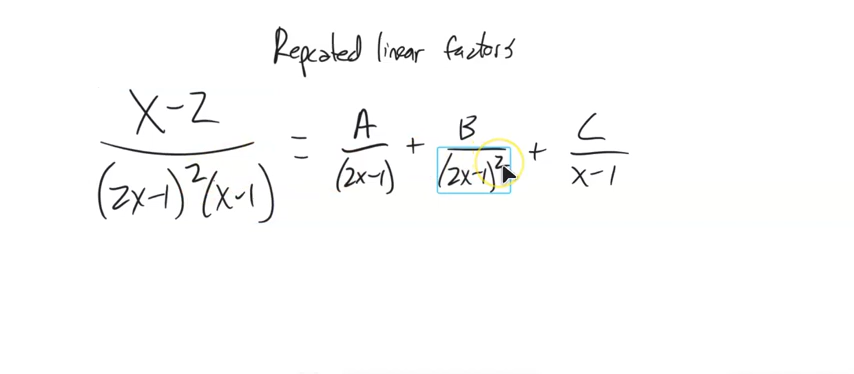 Repeated linear factors
x-2 / (2x-1)^2(x-1) = A / (2x-1) + B / (2x-1)^2 + C / x-1